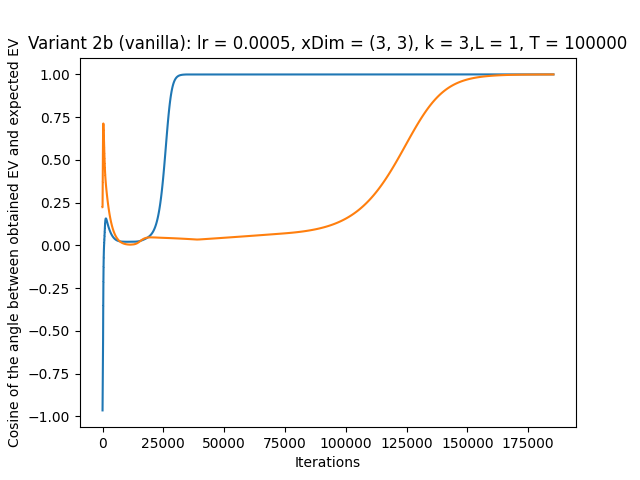 Variant 2b (vanilla): lr = 0.0005, xDim = (3, 3), k = 3,L = 1, T = 100000
Cosine of the angle between obtained EV and expected EV
1.00
0.75
0.50
0.25
0.00
−0.25
−0.50
−0.75
−1.00
0 25000 50000 75000 100000 125000 150000 175000
Iterations